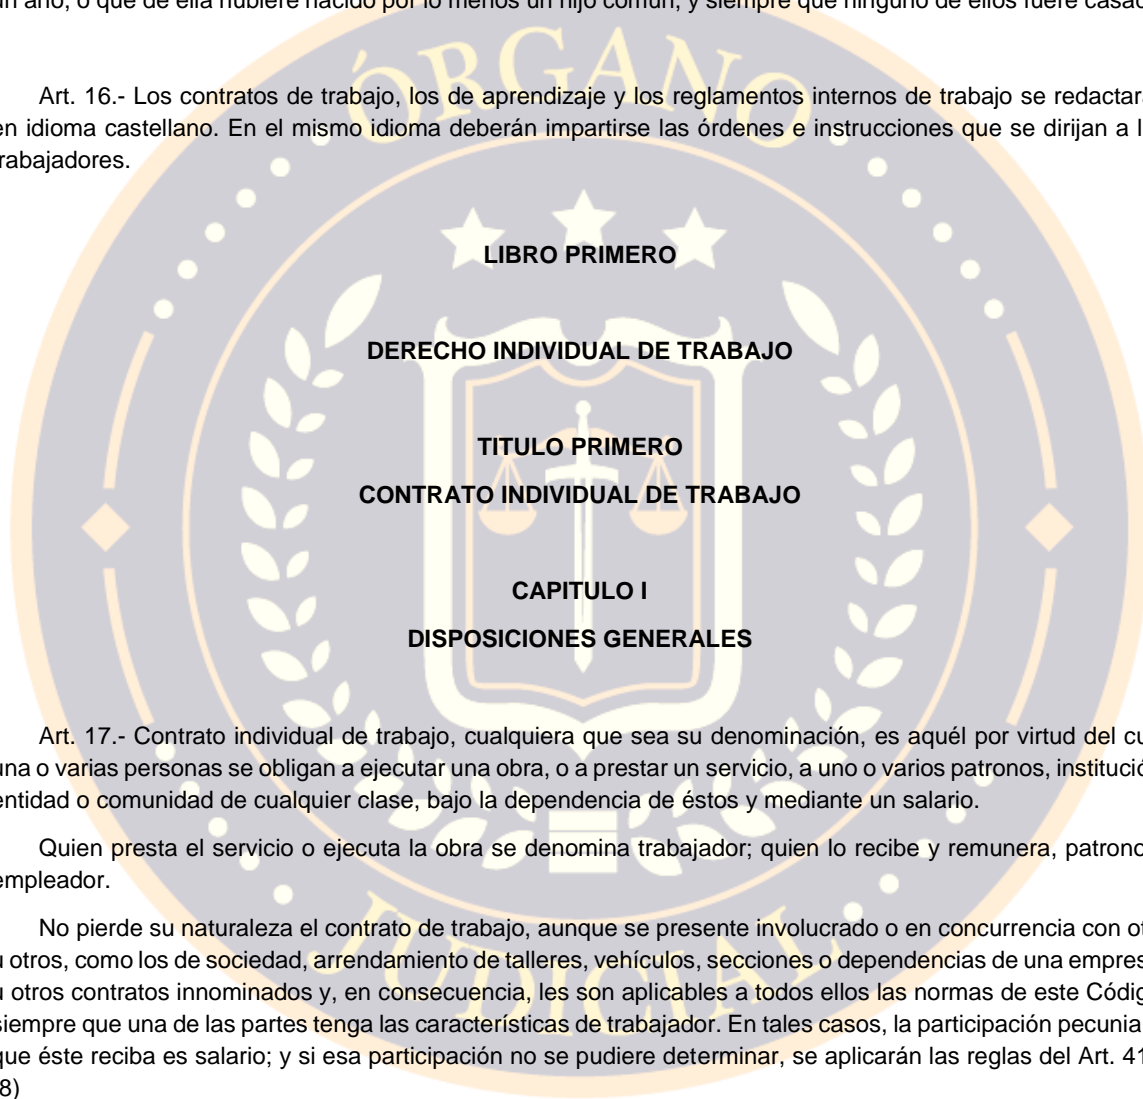 un año, o que de ella hubiere nacido por lo menos un hijo común, y siempre que ninguno de ellos fuere casad
ÓRGANO
Art. 16.- Los contratos de trabajo, los de aprendizaje y los reglamentos internos de trabajo se redactar
en idioma castellano. En el mismo idioma deberán impartirse las órdenes e instrucciones que se dirijan a l
trabajadores.
LIBRO PRIMERO
DERECHO INDIVIDUAL DE TRABAJO
TITULO PRIMERO
CONTRATO INDIVIDUAL DE TRABAJO
CAPITULO I
DISPOSICIONES GENERALES
Art. 17.- Contrato individual de trabajo, cualquiera que sea su denominación, es aquél por virtud del cu
una o varias personas se obligan a ejecutar una obra, o a prestar un servicio, a uno o varios patronos, institució
entidad o comunidad de cualquier clase, bajo la dependencia de éstos y mediante un salario.
Quien presta el servicio o ejecuta la obra se denomina trabajador; quien lo recibe y remunera, patrono
empleador.
No pierde su naturaleza el contrato de trabajo, aunque se presente involucrado o en concurrencia con ot
u otros, como los de sociedad, arrendamiento de talleres, vehículos, secciones o dependencias de una empres
u otros contratos innominados y, en consecuencia, les son aplicables a todos ellos las normas de este Códig
siempre que una de las partes tenga las características de trabajador. En tales casos, la participación pecunia
que éste reciba es salario; y si esa participación no se pudiere determinar, se aplicarán las reglas del Art. 41
8)
JUDICIAL